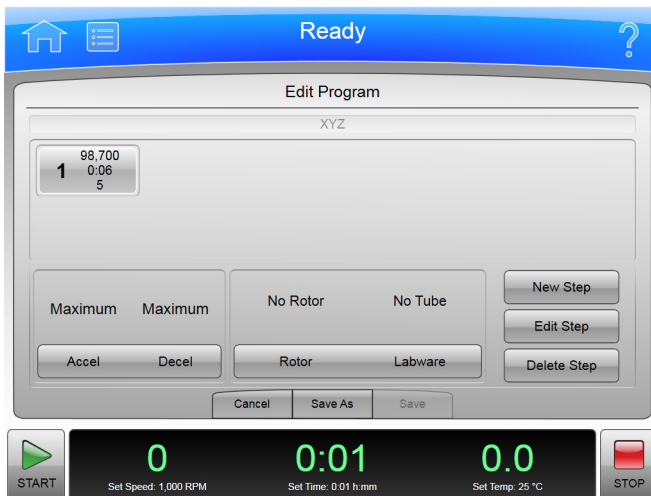 Ready
?
Edit Program
XYZ
1
98,700
0:06
5
Maximum Maximum
No Rotor No Tube
New Step
Edit Step
Accel Decel
Rotor Labware
Delete Step
Cancel Save As Save
START
0 0:01 0.0
Set Speed: 1,000 RPM Set Time: 0:01 h:mm Set Temp: 25 °C
STOP